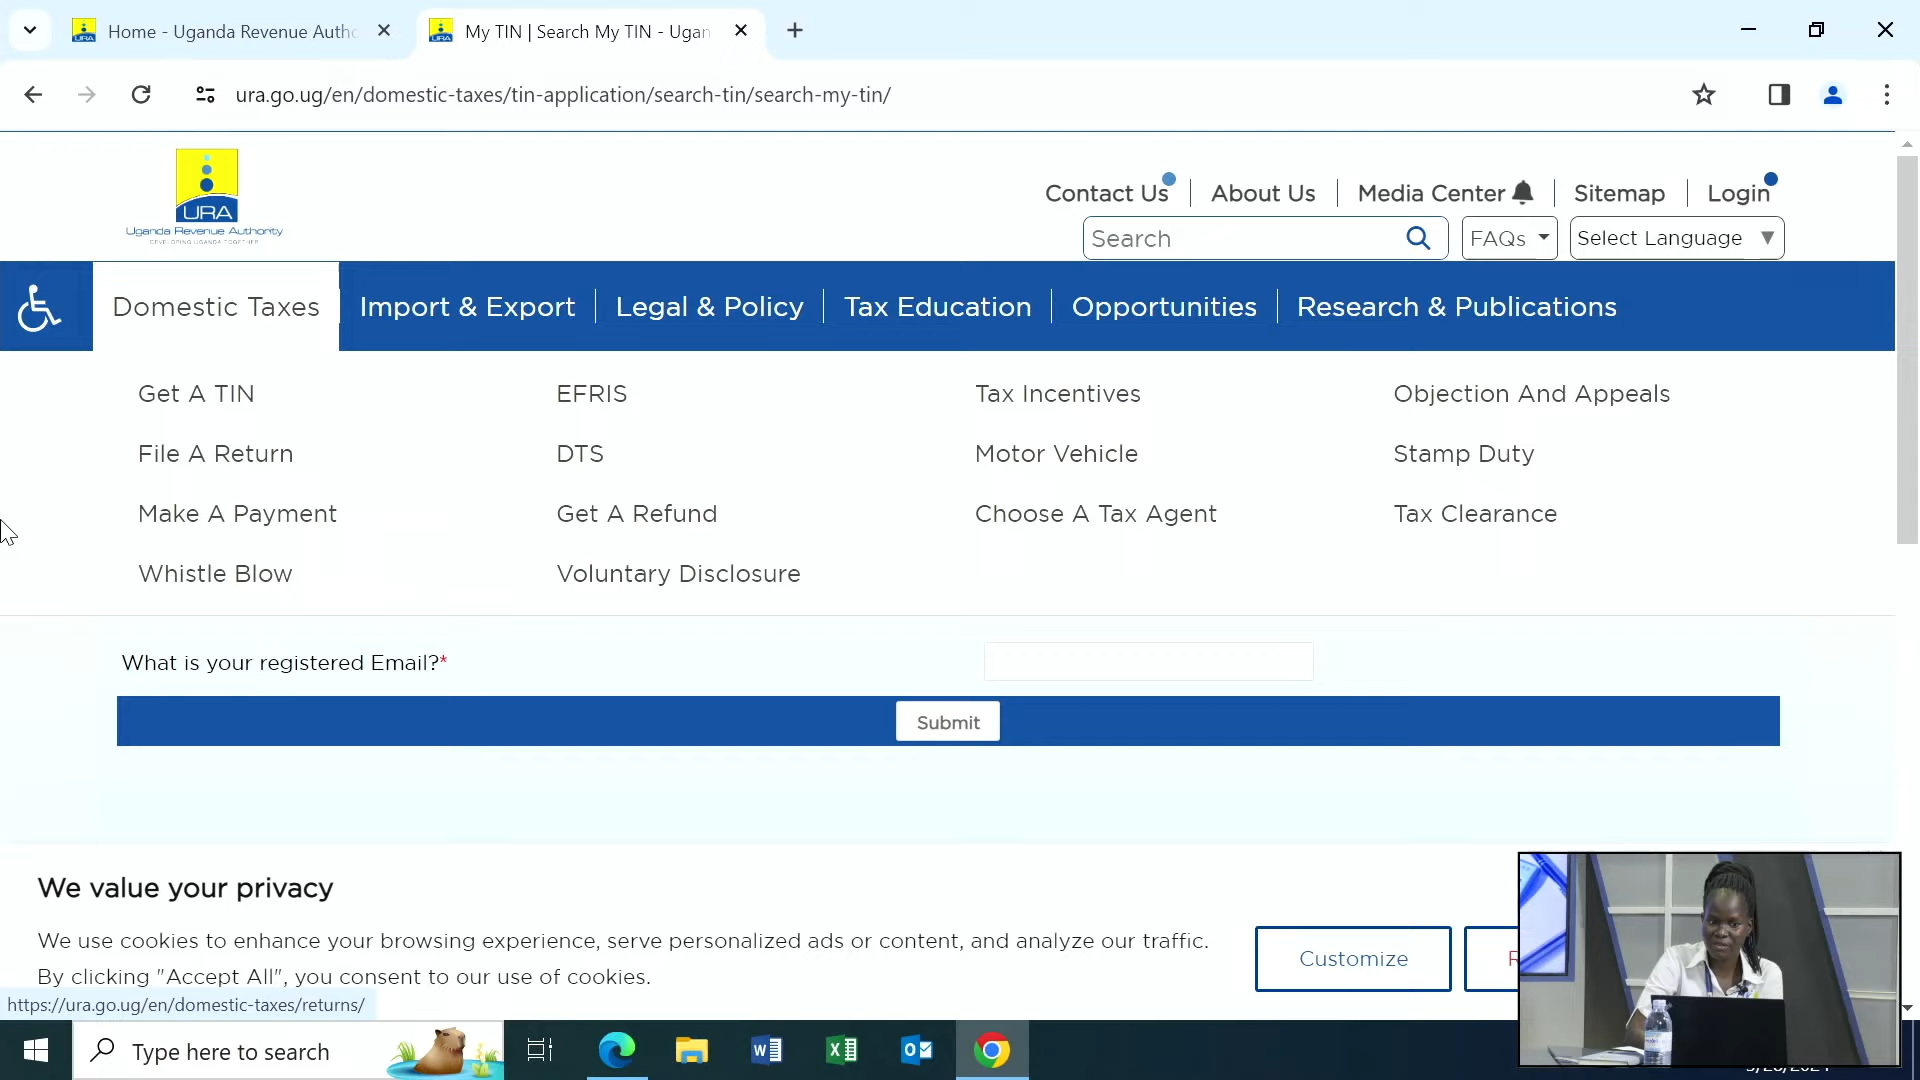 Home - Uganda Revenue Autho
My TIN | Search My TIN - Ugan
ura.go.ug/en/domestic-taxes/tin-application/search-tin/search-my-tin/
URA
Uganda Revenue Authority
DEVELOPING UGANDA TOGETHER
Contact Us
About Us
Media Center
Sitemap
Login
Search
FAQs
Select Language
Domestic Taxes
Import & Export
Legal & Policy
Tax Education
Opportunities
Research & Publications
Get A TIN
EFRIS
Tax Incentives
Objection And Appeals
File A Return
DTS
Motor Vehicle
Stamp Duty
Make A Payment
Get A Refund
Choose A Tax Agent
Tax Clearance
Whistle Blow
Voluntary Disclosure
What is your registered Email?*
Submit
We value your privacy
We use cookies to enhance your browsing experience, serve personalized ads or content, and analyze our traffic.
By clicking "Accept All", you consent to our use of cookies.
Customize
https://ura.go.ug/en/domestic-taxes/returns/
Type here to search